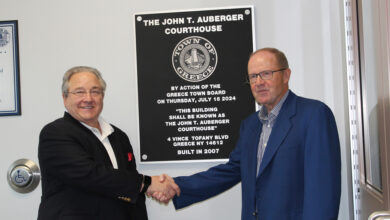 THE JOHN T. AUBERGER
COURTHOUSE
TOWN OF
GREECE
BY ACTION OF THE
GREECE TOWN BOARD
ON THURSDAY, JULY 18 2024
"THIS BUILDING
SHALL BE KNOWN AS
THE JOHN T. AUBERGER
COURTHOUSE"
4 VINCE TOFANY BLVD
GREECE NY 14612
BUILT IN 2007